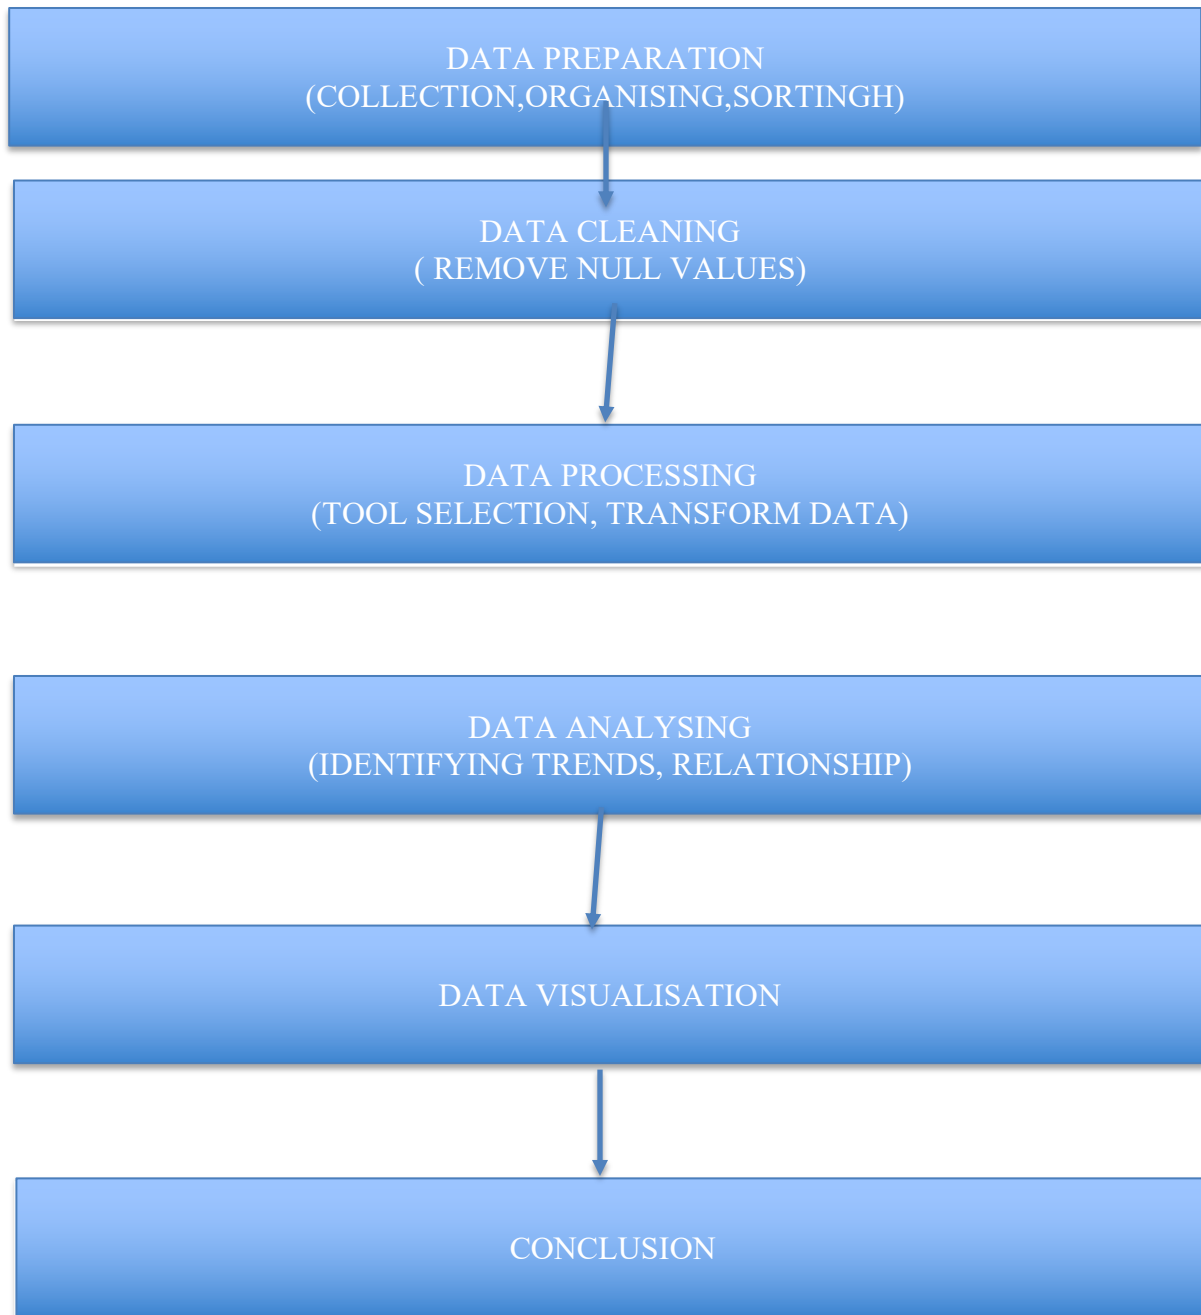 DATA PREPARATION
(COLLECTION,ORGANISING,SORTINGH)
DATA CLEANING
( REMOVE NULL VALUES)
DATA PROCESSING
(TOOL SELECTION, TRANSFORM DATA)
DATA ANALYSING
(IDENTIFYING TRENDS, RELATIONSHIP)
DATA VISUALISATION
CONCLUSION